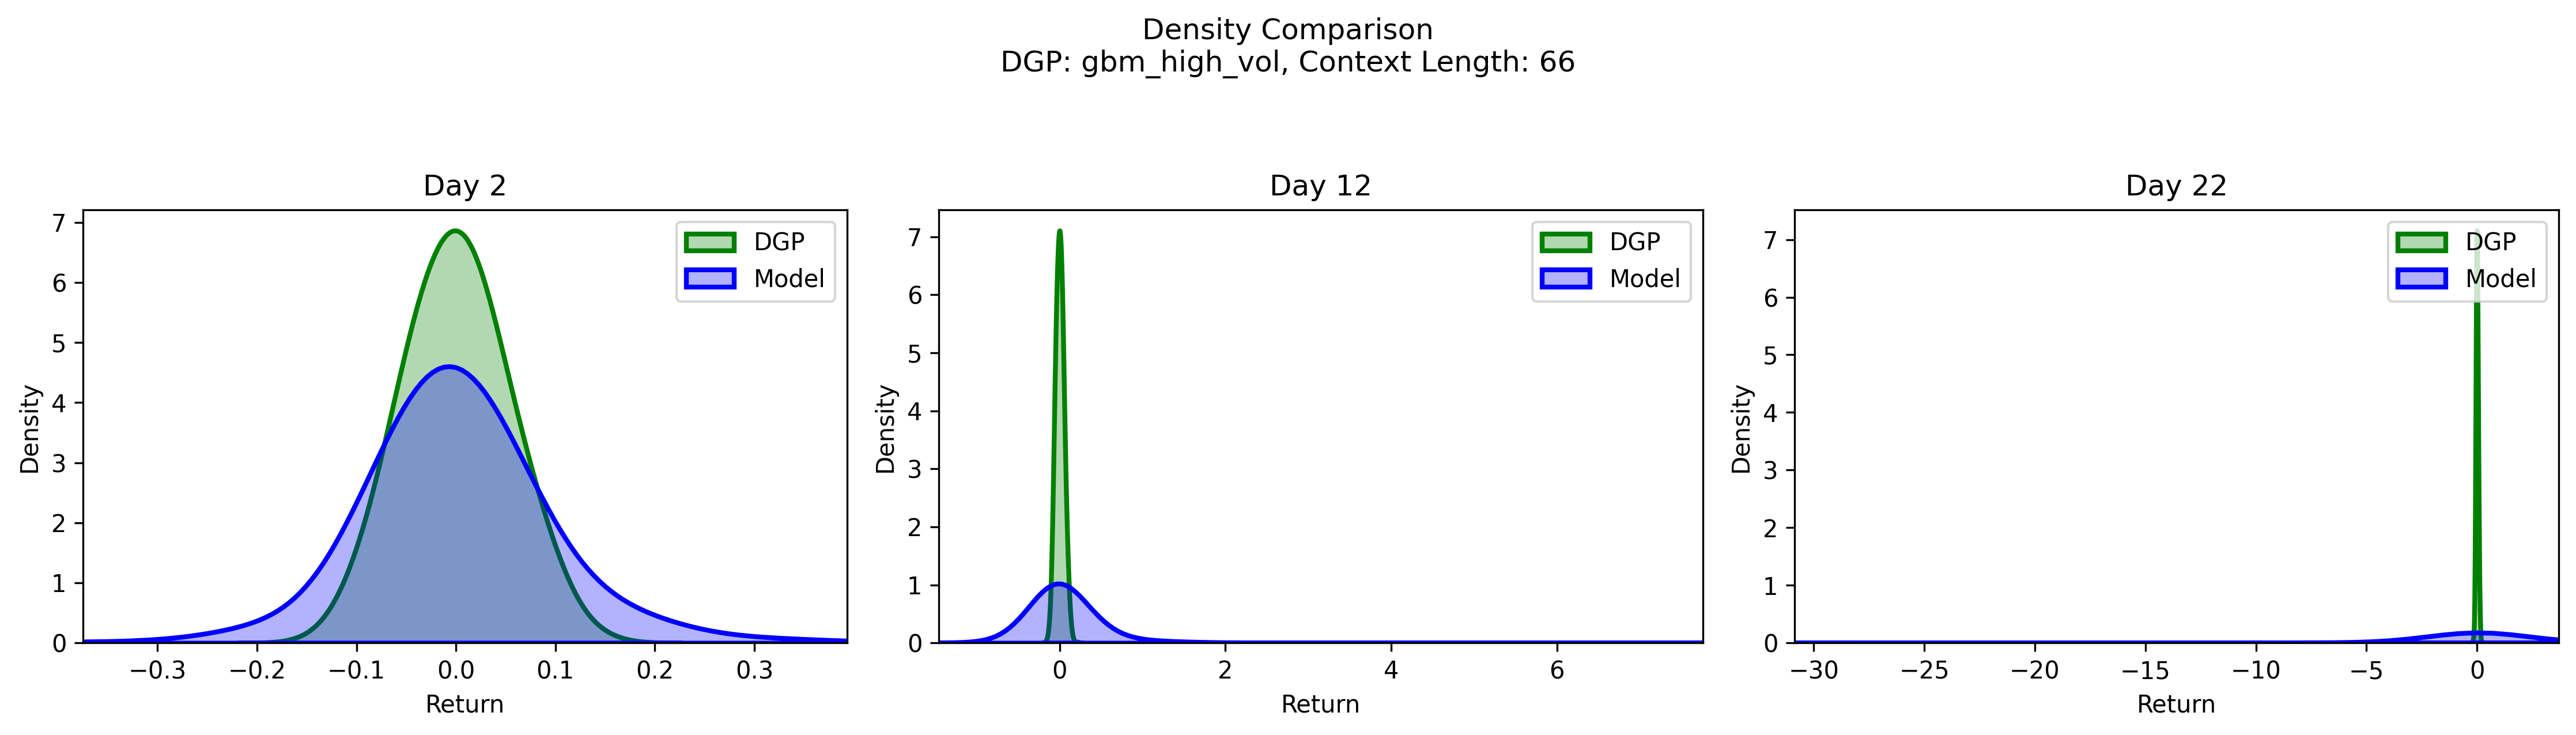 Density Comparison
DGP: gbm_high_vol, Context Length: 66
Day 2
Density
7
6
5
4
3
2
1
0
−0.3 −0.2 −0.1 0.0 0.1 0.2 0.3
Return
DGP
Model
Day 12
Density
7
6
5
4
3
2
1
0
0 2 4 6
Return
DGP
Model
Day 22
Density
7
6
5
4
3
2
1
0
−30 −25 −20 −15 −10 −5 0
Return
DGP
Model